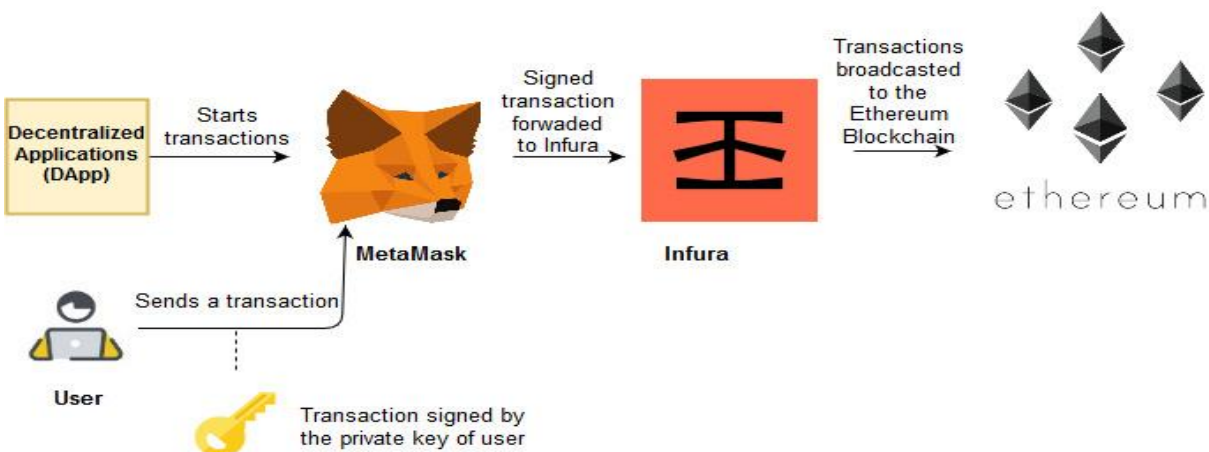 Decentralized
Applications
(DApp)
Starts
transactions
MetaMask
Signed
transaction
forwaded
to Infura
Infura
Transactions
broadcasted
to the
Ethereum
Blockchain
ethereum
Sends a transaction
User
Transaction signed by
the private key of user